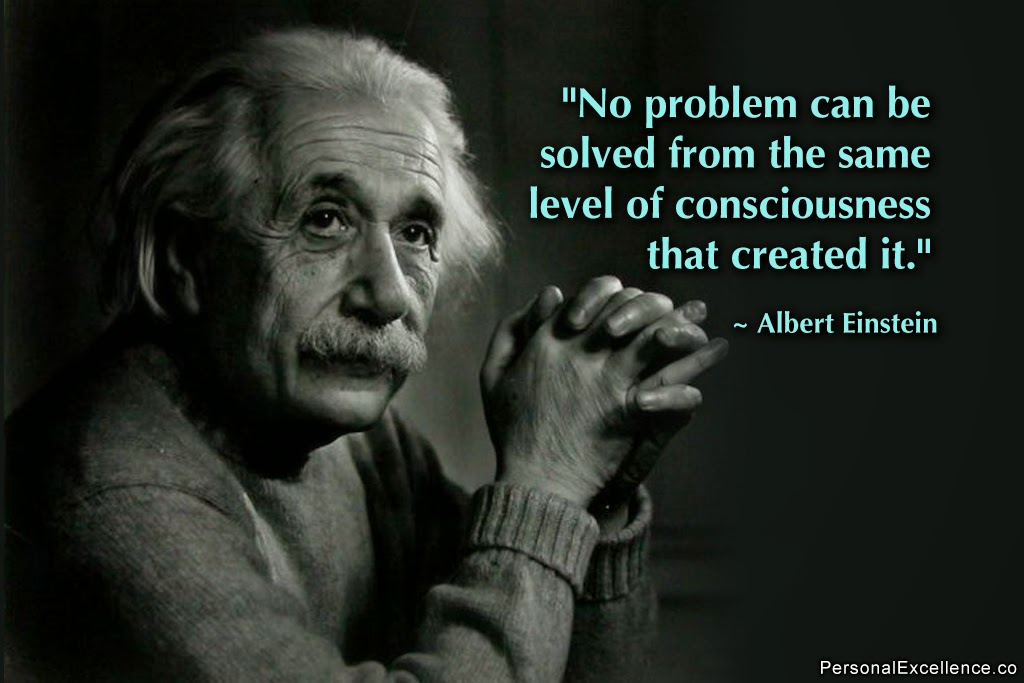 "No problem can be
solved from the same
level of consciousness
that created it."
~ Albert Einstein
PersonalExcellence.co